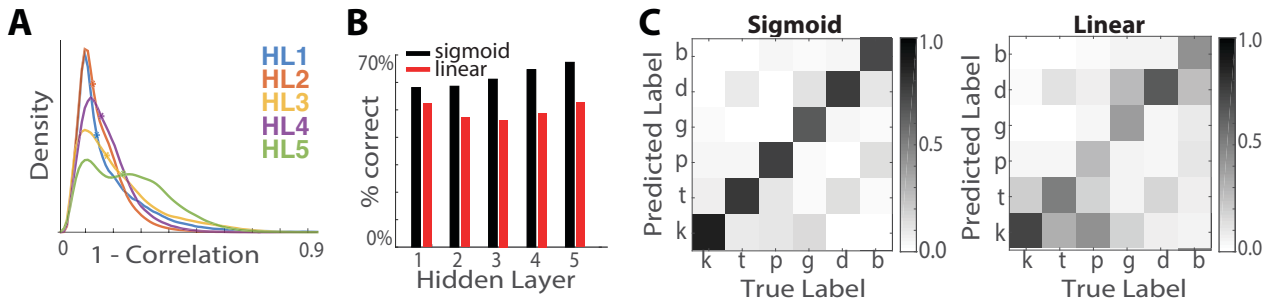 A
HL1
HL2
HL3
HL4
HL5
Density
0
0.9
1 - Correlation
B
sigmoid
linear
70%
% correct
0%
1 2 3 4 5
Hidden Layer
C
Sigmoid
Predicted Label
b
d
g
p
t
k
k t p g d b
True Label
1.0
0.5
0.0
Linear
Predicted Label
b
d
g
p
t
k
k t p g d b
True Label
1.0
0.5
0.0